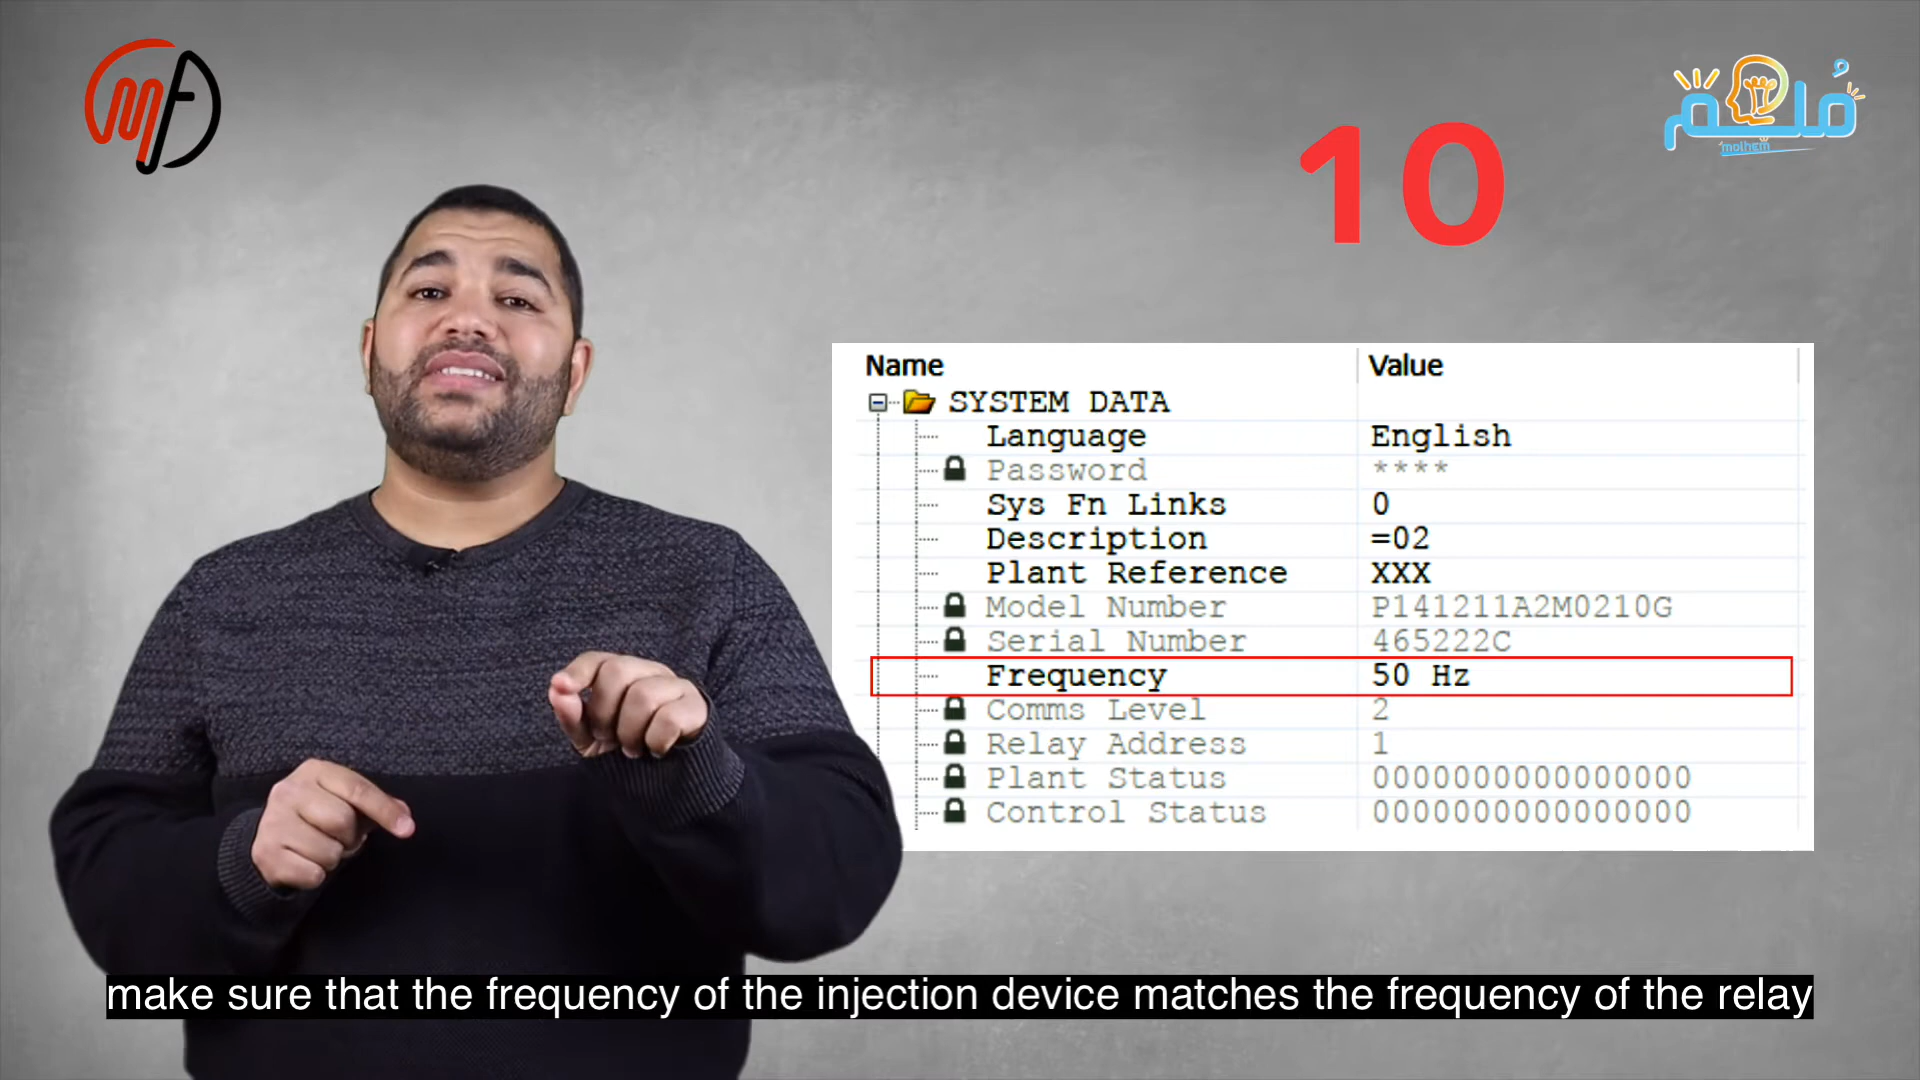 مُلهم
molhem
10
Name Value
SYSTEM DATA
Language English
Password ****
Sys Fn Links 0
Description =02
Plant Reference XXX
Model Number P141211A2M0210G
Serial Number 465222C
Frequency 50 Hz
Comms Level 2
Relay Address 1
Plant Status 0000000000000000
Control Status 0000000000000000
make sure that the frequency of the injection device matches the frequency of the relay